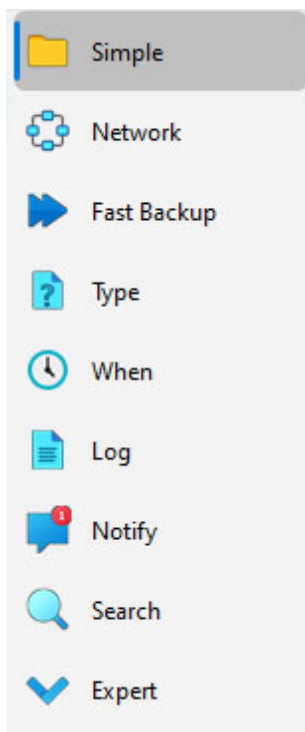 Simple
Network
Fast Backup
Type
When
Log
1
Notify
Search
Expert